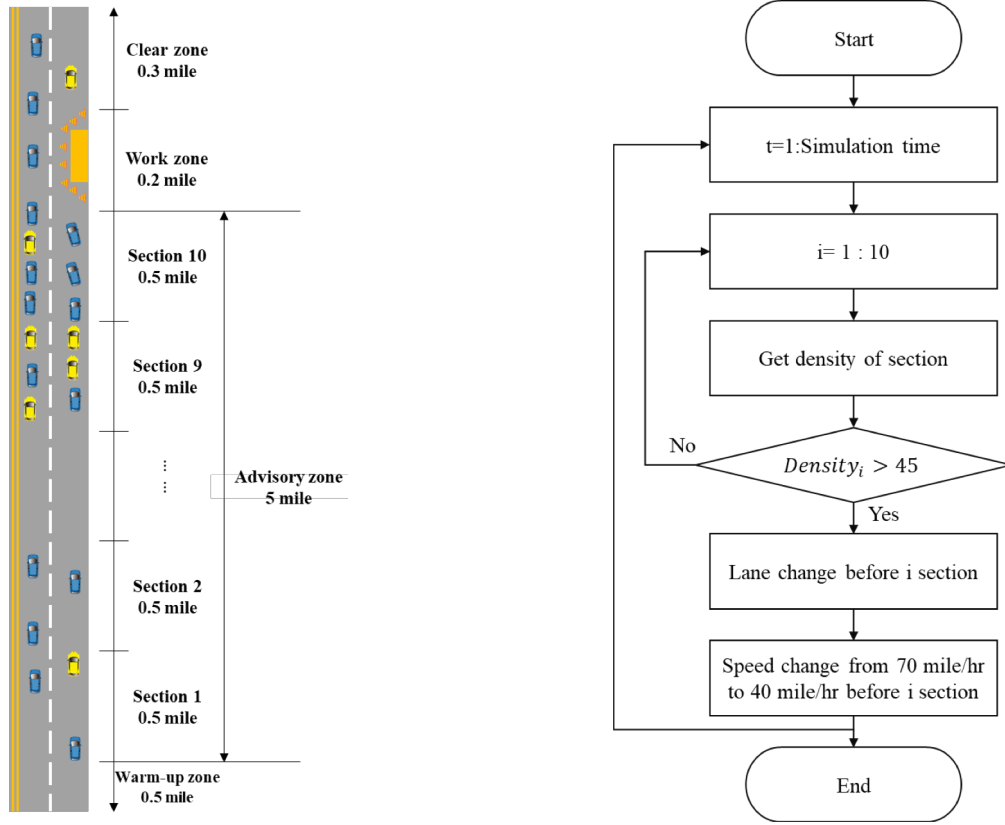 Clear zone
0.3 mile
Work zone
0.2 mile
Section 10
0.5 mile
Section 9
0.5 mile
⋮
⋮
Advisory zone
5 mile
Section 2
0.5 mile
Section 1
0.5 mile
Warm-up zone
0.5 mile
Start
t=1:Simulation time
i= 1 : 10
Get density of section
No
Density_i > 45
Yes
Lane change before i section
Speed change from 70 mile/hr
to 40 mile/hr before i section
End